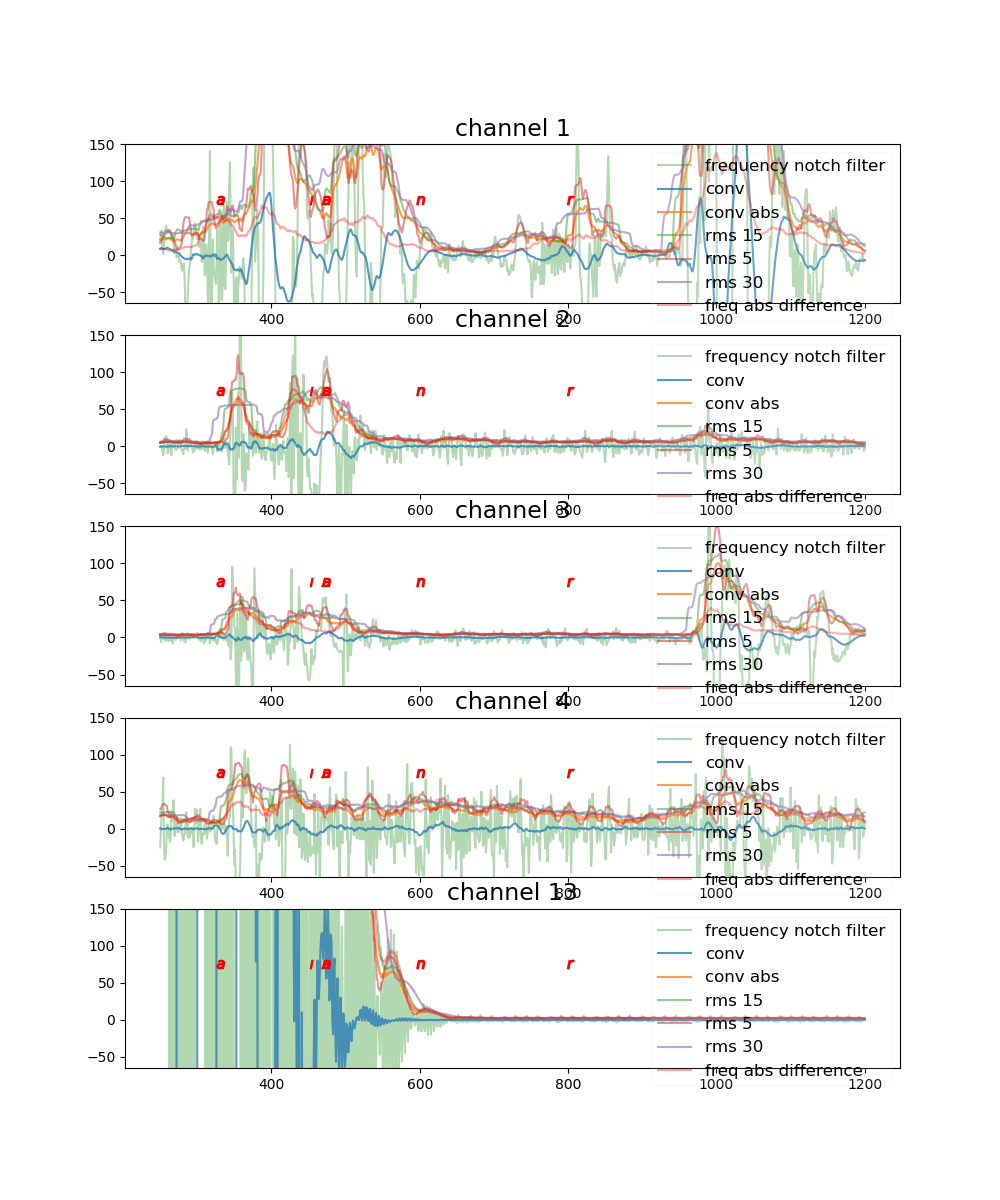 channel 1
150
100
50
0
−50
a
a
n
r
frequency notch filter
conv
conv abs
rms 15
rms 5
rms 30
freq abs difference
400
600
800
1000
1200
channel 2
150
100
50
0
−50
a
a
n
r
frequency notch filter
conv
conv abs
rms 15
rms 5
rms 30
freq abs difference
400
600
800
1000
1200
channel 3
150
100
50
0
−50
a
a
n
r
frequency notch filter
conv
conv abs
rms 15
rms 5
rms 30
freq abs difference
400
600
800
1000
1200
channel 4
150
100
50
0
−50
a
a
n
r
frequency notch filter
conv
conv abs
rms 15
rms 5
rms 30
freq abs difference
400
600
800
1000
1200
channel 13
150
100
50
0
−50
a
a
n
r
frequency notch filter
conv
conv abs
rms 15
rms 5
rms 30
freq abs difference
400
600
800
1000
1200